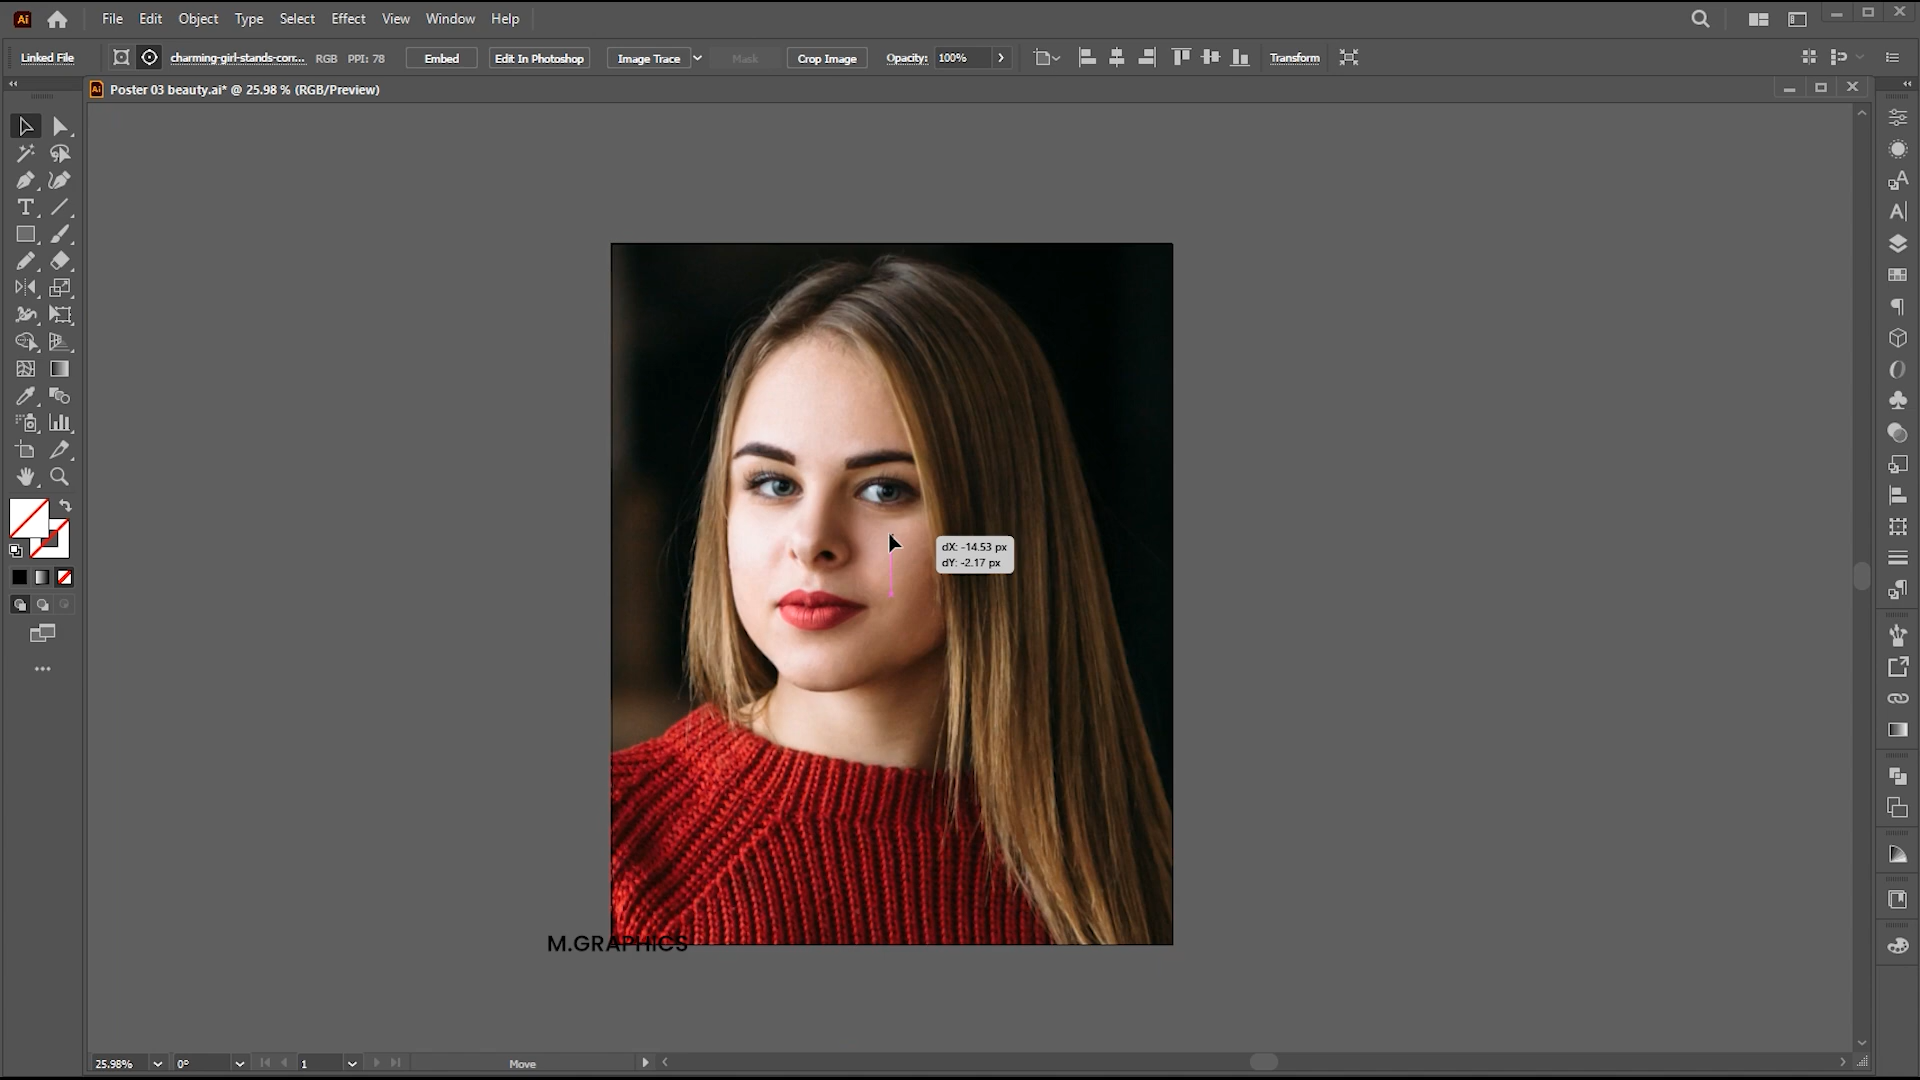 Ai File Edit Object Type Select Effect View Window Help
Linked File charming-girl-stands-corr... RGB PPI: 78 Embed Edit In Photoshop Image Trace Mask Crop Image Opacity: 100% Transform
Ai Poster 03 beauty.ai* @ 25.98 % (RGB/Preview)
dX: -14.53 px
dY: -2.17 px
M.GRAPHICS
25.98% 0° 1 Move